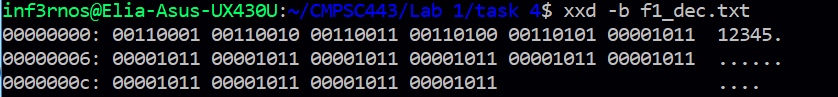 inf3rnos@Elia-Asus-UX430U:~/CMPSC443/Lab 1/task 4$ xxd -b f1_dec.txt
00000000: 00110001 00110010 00110011 00110100 00110101 00001011  12345.
00000006: 00001011 00001011 00001011 00001011 00001011 00001011  ......
0000000c: 00001011 00001011 00001011 00001011                    ....